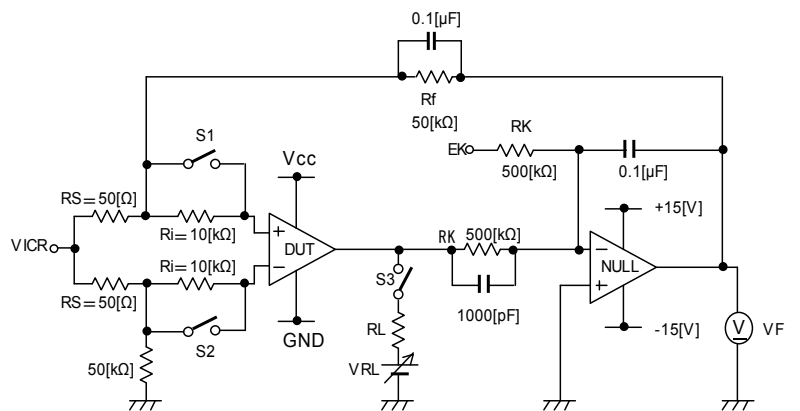 0.1[µF]
Rf
50[kΩ]
S1
Vcc
EK
RK
500[kΩ]
0.1[µF]
RS=50[Ω]
Ri=10[kΩ]
VICR
+
DUT
−
Ri=10[kΩ]
RS=50[Ω]
S2
50[kΩ]
GND
RK
500[kΩ]
1000[pF]
S3
RL
VRL
+15[V]
−
NULL
+
-15[V]
V
VF